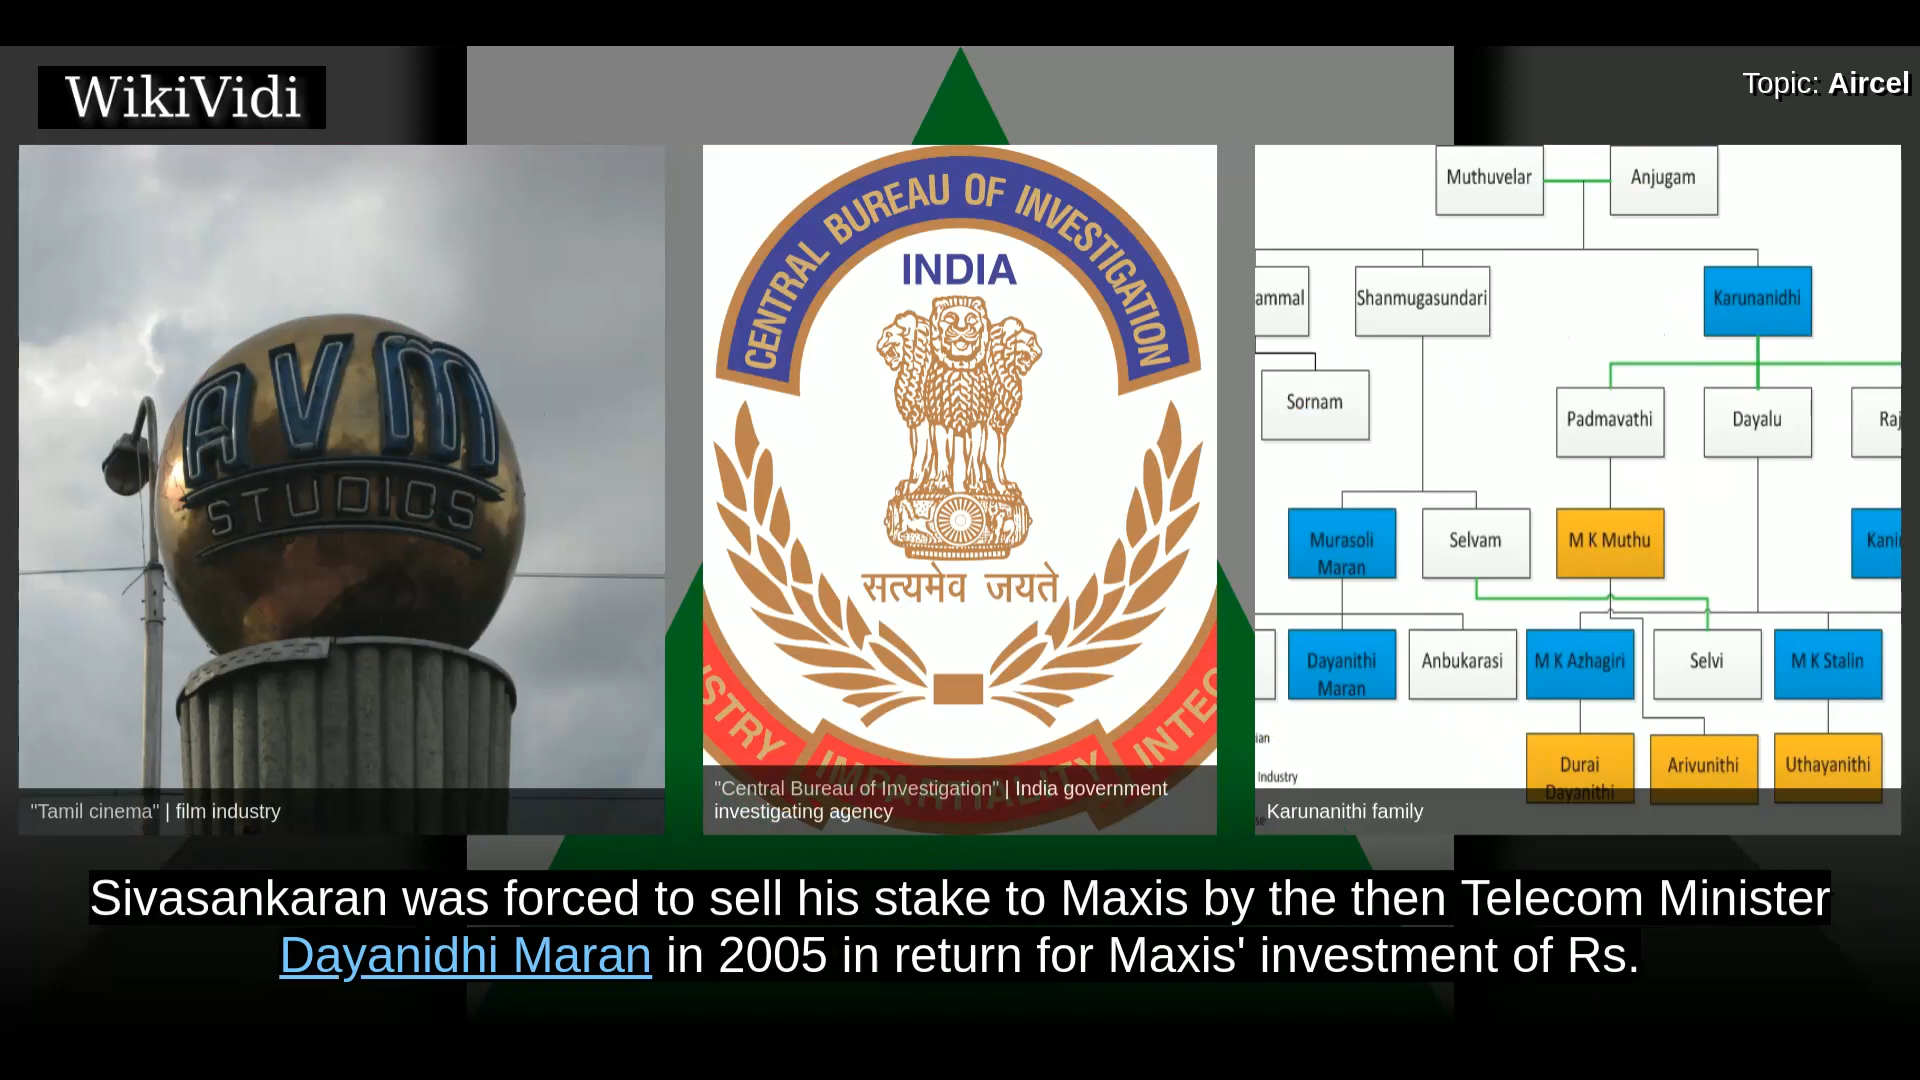 WikiVidi
Topic: Aircel
AVM
STUDIOS
"Tamil cinema" | film industry
CENTRAL BUREAU OF INVESTIGATION
INDIA
सत्यमेव जयते
IMPARTIALITY
"Central Bureau of Investigation" | India government
investigating agency
Muthuvelar
Anjugam
Shanmugasundari
Karunanidhi
Sornam
Padmavathi
Dayalu
Murasoli
Maran
Selvam
M K Muthu
Dayanithi
Maran
Anbukarasi
M K Azhagiri
Selvi
M K Stalin
Durai
Dayanithi
Arivunithi
Uthayanithi
Industry
Karunanithi family
Sivasankaran was forced to sell his stake to Maxis by the then Telecom Minister
Dayanidhi Maran in 2005 in return for Maxis' investment of Rs.